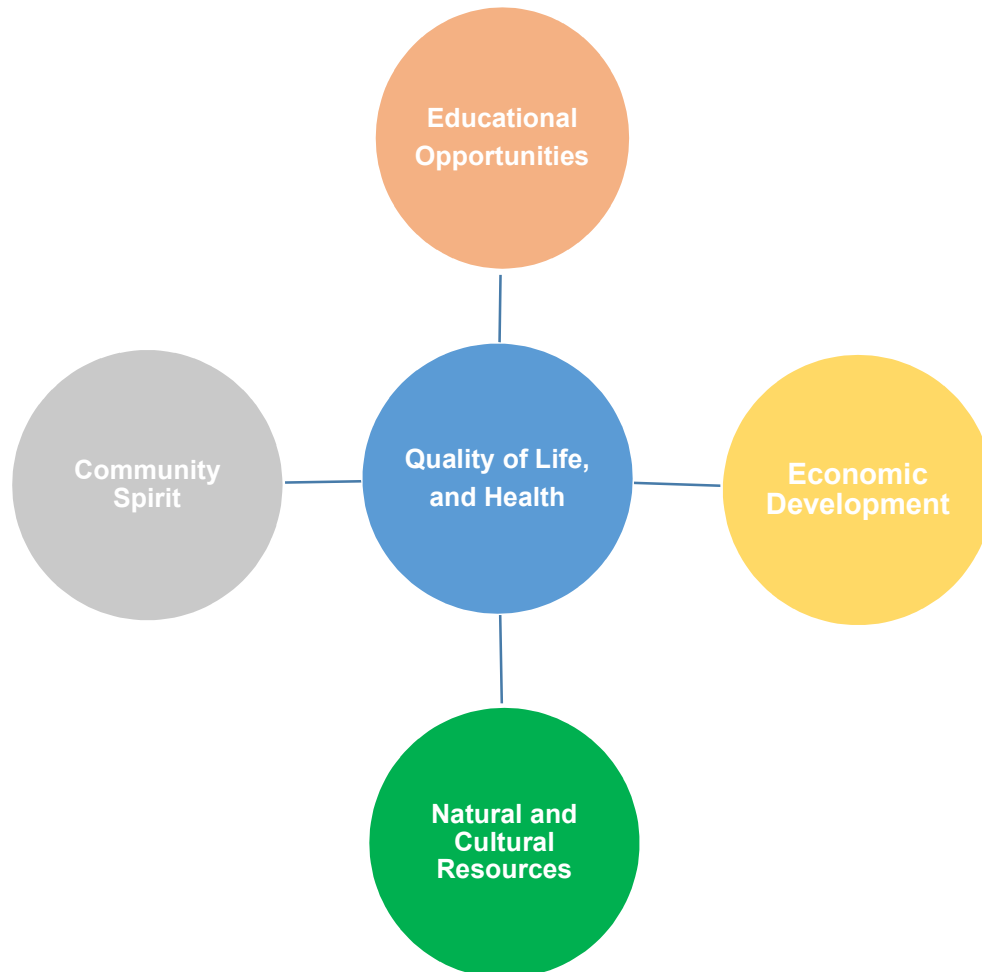 Educational
Opportunities
Community
Spirit
Quality of Life,
and Health
Economic
Development
Natural and
Cultural
Resources